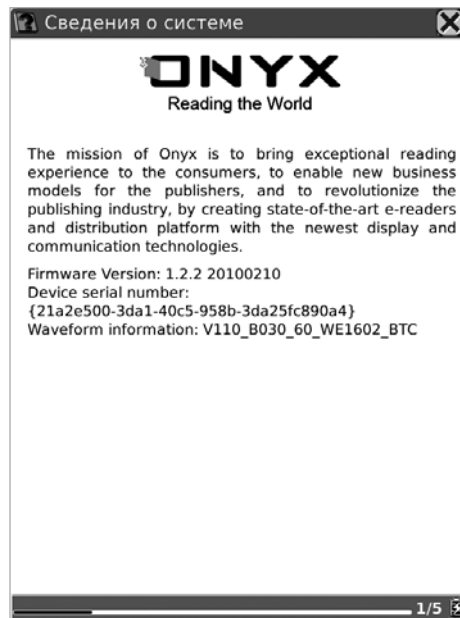 Сведения о системе
ONYX
Reading the World
The mission of Onyx is to bring exceptional reading
experience to the consumers, to enable new business
models for the publishers, and to revolutionize the
publishing industry, by creating state-of-the-art e-readers
and distribution platform with the newest display and
communication technologies.
Firmware Version: 1.2.2 20100210
Device serial number:
{21a2e500-3da1-40c5-958b-3da25fc890a4}
Waveform information: V110_B030_60_WE1602_BTC
1/5